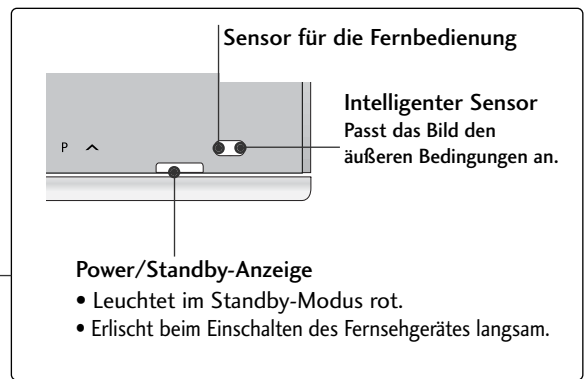 Sensor für die Fernbedienung
Intelligenter Sensor
Passt das Bild den
äußeren Bedingungen an.
P
Power/Standby-Anzeige
• Leuchtet im Standby-Modus rot.
• Erlischt beim Einschalten des Fernsehgerätes langsam.